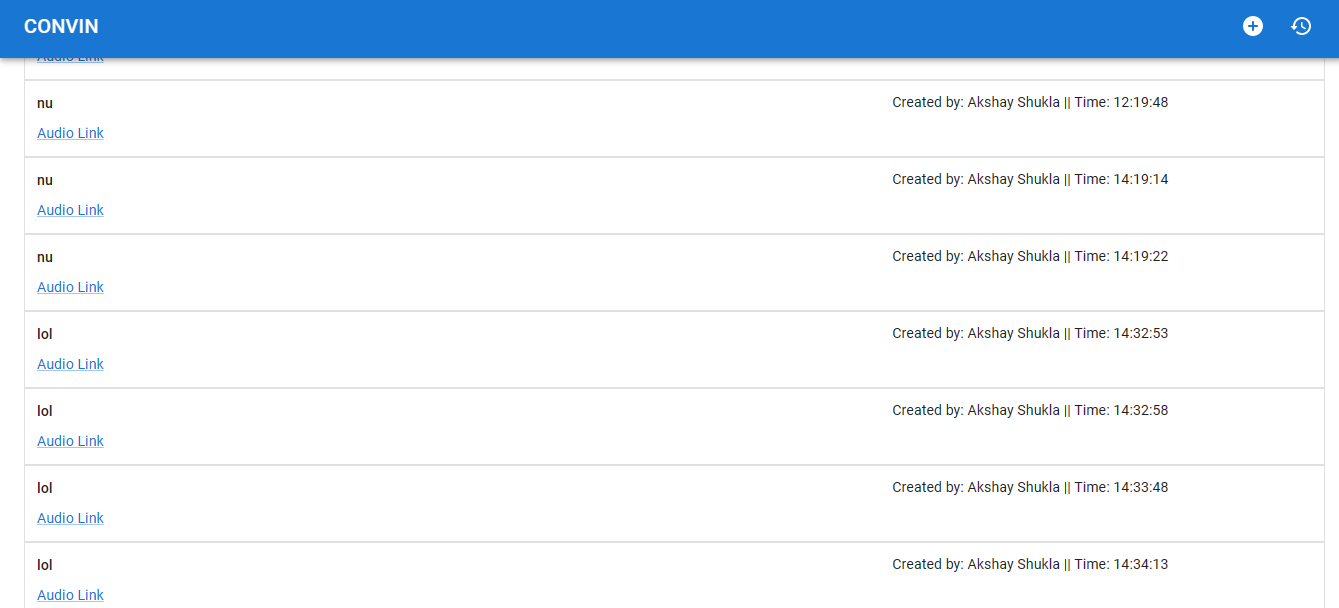 CONVIN
Audio Link
nu Created by: Akshay Shukla || Time: 12:19:48
Audio Link
nu Created by: Akshay Shukla || Time: 14:19:14
Audio Link
nu Created by: Akshay Shukla || Time: 14:19:22
Audio Link
lol Created by: Akshay Shukla || Time: 14:32:53
Audio Link
lol Created by: Akshay Shukla || Time: 14:32:58
Audio Link
lol Created by: Akshay Shukla || Time: 14:33:48
Audio Link
lol Created by: Akshay Shukla || Time: 14:34:13
Audio Link